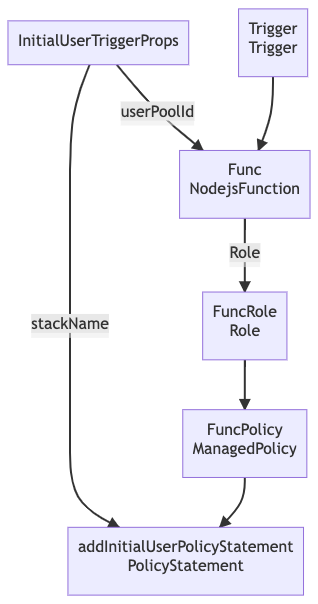 InitialUserTriggerProps
Trigger
Trigger
userPoolId
Func
NodejsFunction
Role
FuncRole
Role
stackName
FuncPolicy
ManagedPolicy
addInitialUserPolicyStatement
PolicyStatement